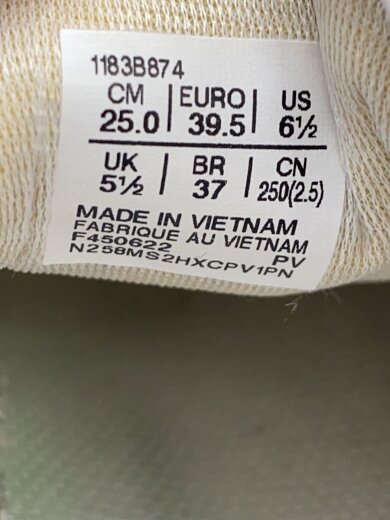 1183B874
CM | EURO | US
25.0 | 39.5 | 6½
UK | BR | CN
5½ | 37 | 250(2.5)
MADE IN VIETNAM
FABRIQUE AU VIETNAM
F450622 PV
N258MS2HXCPV1PN